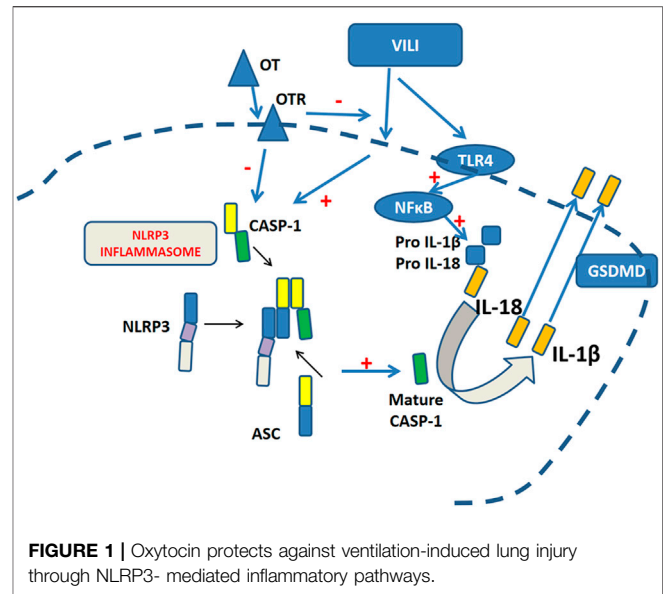 VILI
OT
OTR
-
TLR4
-
+
+
NFκB
+
CASP-1
NLRP3
INFLAMMASOME
Pro IL-1β
Pro IL-18
GSDMD
IL-18
NLRP3
IL-1β
+
Mature
CASP-1
ASC
FIGURE 1 | Oxytocin protects against ventilation-induced lung injury
through NLRP3- mediated inflammatory pathways.